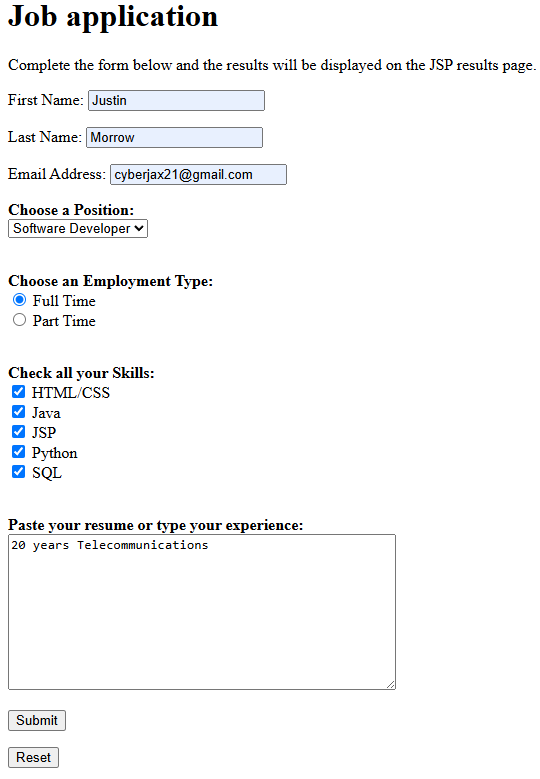 Job application
Complete the form below and the results will be displayed on the JSP results page.
First Name: Justin
Last Name: Morrow
Email Address: cyberjax21@gmail.com
Choose a Position:
Software Developer
Choose an Employment Type:
Full Time
Part Time
Check all your Skills:
HTML/CSS
Java
JSP
Python
SQL
Paste your resume or type your experience:
20 years Telecommunications
Submit
Reset